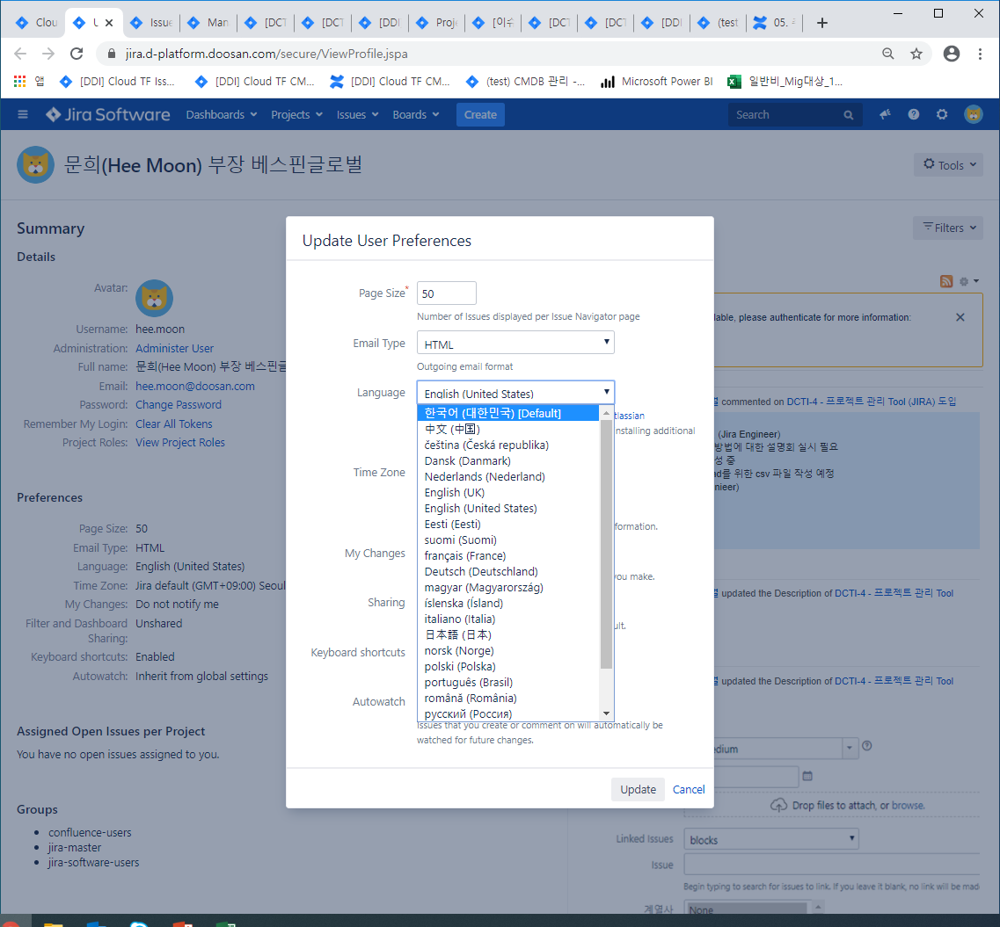 Clou
U
Issue
Man
[DCT
[DCT
[DDI
Proj
[이슈
[DCT
[DCT
[DDI
(test
05.
jira.d-platform.doosan.com/secure/ViewProfile.jspa
앱
[DDI] Cloud TF Iss...
[DDI] Cloud TF CM...
[DDI] Cloud TF CM...
(test) CMDB 관리 -...
Microsoft Power BI
일반비_Mig대상_1...
Jira Software
Dashboards
Projects
Issues
Boards
Create
Search
문희(Hee Moon) 부장 베스핀글로벌
Tools
Summary
Filters
Details
Avatar:
Username: hee.moon
Administration: Administer User
Full name: 문희(Hee Moon) 부장 베스핀글
Email: hee.moon@doosan.com
Password: Change Password
Remember My Login: Clear All Tokens
Project Roles: View Project Roles
Preferences
Page Size: 50
Email Type: HTML
Language: English (United States)
Time Zone: Jira default (GMT+09:00) Seoul
My Changes: Do not notify me
Filter and Dashboard Sharing: Unshared
Keyboard shortcuts: Enabled
Autowatch: Inherit from global settings
Assigned Open Issues per Project
You have no open issues assigned to you.
Groups
confluence-users
jira-master
jira-software-users
Update User Preferences
Page Size*
50
Number of Issues displayed per Issue Navigator page
Email Type
HTML
Outgoing email format
Language
English (United States)
한국어 (대한민국) [Default]
中文 (中国)
čeština (Česká republika)
Dansk (Danmark)
Nederlands (Nederland)
English (UK)
English (United States)
Eesti (Eesti)
suomi (Suomi)
français (France)
Deutsch (Deutschland)
magyar (Magyarország)
íslenska (Ísland)
italiano (Italia)
日本語 (日本)
norsk (Norge)
polski (Polska)
português (Brasil)
română (România)
русский (Россия)
tlassian
nstalling additional
Time Zone
formation.
My Changes
you make.
Sharing
ult.
Keyboard shortcuts
Autowatch
Issues that you create or comment on will automatically be
watched for future changes.
Update
Cancel
lable, please authenticate for more information:
commented on DCTI-4 - 프로젝트 관리 Tool (JIRA) 도입
(Jira Engineer)
방법에 대한 설명회 실시 필요
성 중
ad를 위한 csv 파일 작성 예정
nieer)
updated the Description of DCTI-4 - 프로젝트 관리 Tool
updated the Description of DCTI-4 - 프로젝트 관리 Tool
edium
Drop files to attach, or browse.
Linked Issues
blocks
Issue
Begin typing to search for issues to link. If you leave it blank, no link will be mad
계열사
None